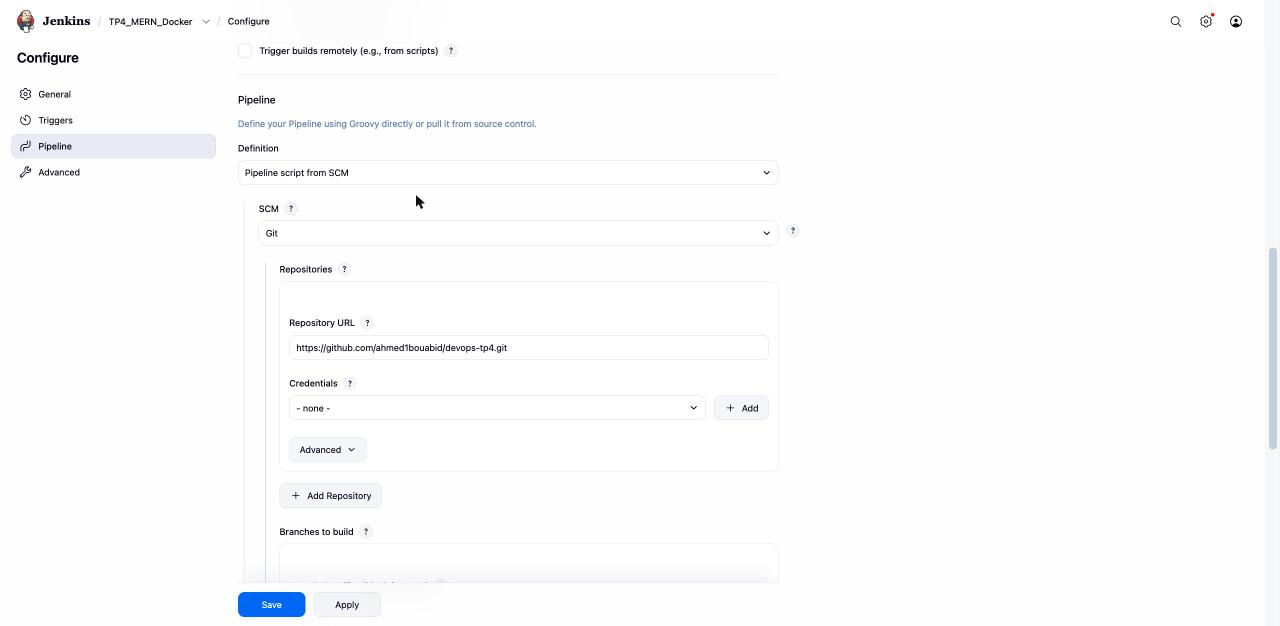 Jenkins / TP4_MERN_Docker / Configure
Configure
General
Triggers
Pipeline
Advanced
Trigger builds remotely (e.g., from scripts) ?
Pipeline
Define your Pipeline using Groovy directly or pull it from source control.
Definition
Pipeline script from SCM
SCM ?
Git
?
Repositories ?
Repository URL ?
https://github.com/ahmed1bouabid/devops-tp4.git
Credentials ?
- none -
+ Add
Advanced
+ Add Repository
Branches to build ?
Save
Apply